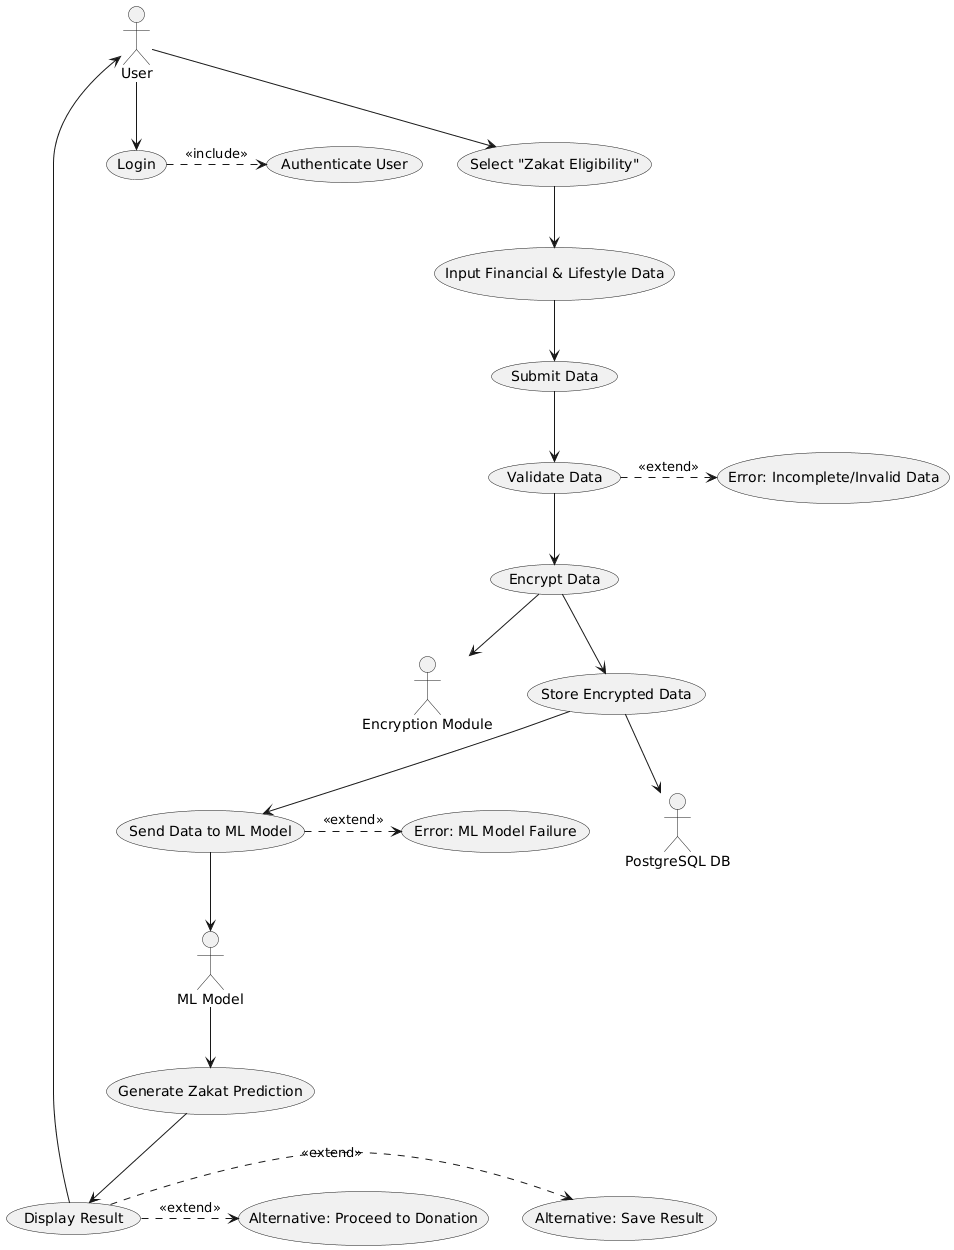 User
«include»
Login
Authenticate User
Select "Zakat Eligibility"
Input Financial & Lifestyle Data
Submit Data
«extend»
Validate Data
Error: Incomplete/Invalid Data
Encrypt Data
Store Encrypted Data
Encryption Module
«extend»
Send Data to ML Model
Error: ML Model Failure
PostgreSQL DB
ML Model
Generate Zakat Prediction
«extend»
«extend»
Display Result
Alternative: Proceed to Donation
Alternative: Save Result